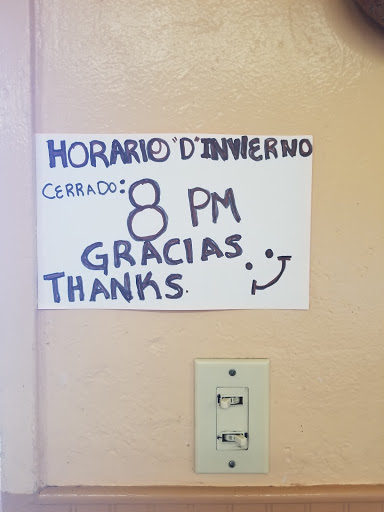 HORARIO "D" INVIERNO
CERRADO:
8 PM
GRACIAS
THANKS.